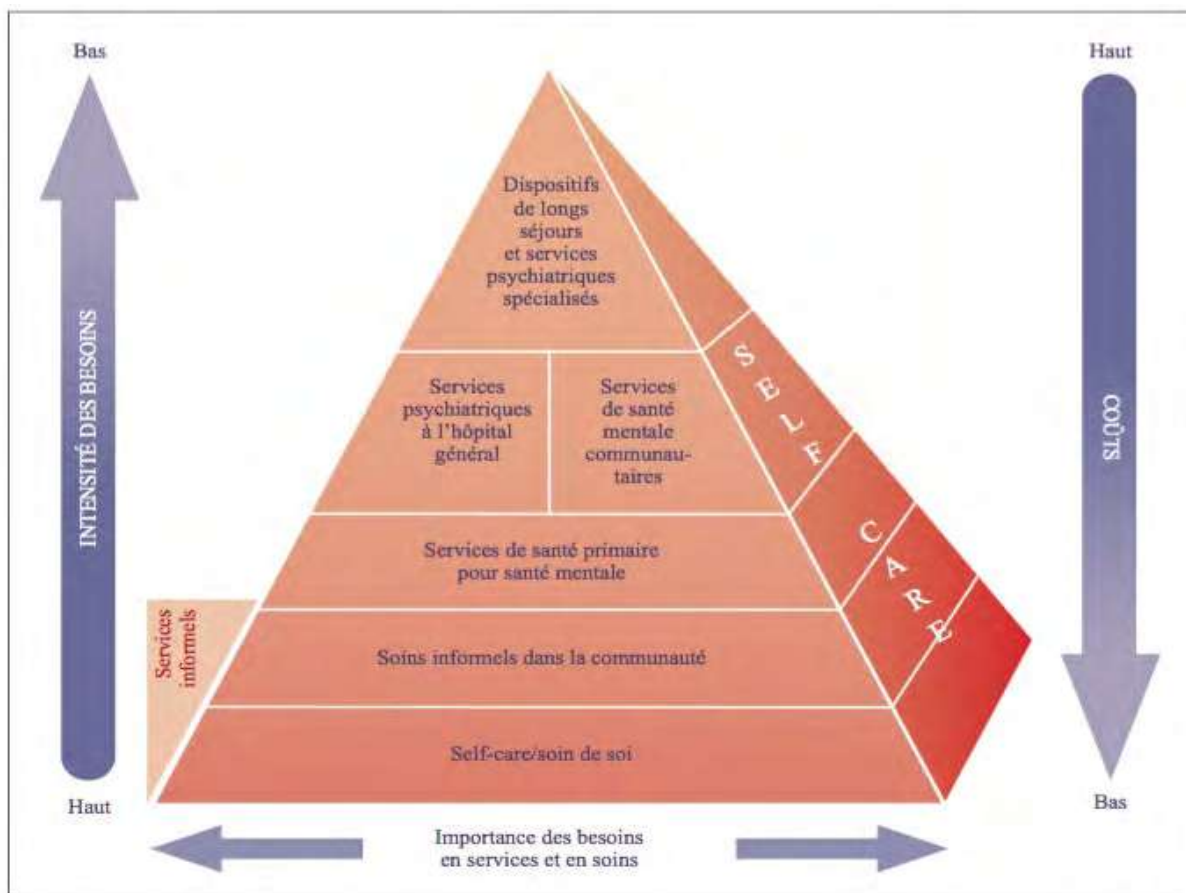 Bas
Haut
INTENSITÉ DES BESOINS
COÛTS
Dispositifs
de longs
séjours
et services
psychiatriques
spécialisés
Services
psychiatriques
à l'hôpital
général
Services
de santé
mentale
communau-
taires
SELF CARE
Services de santé primaire
pour santé mentale
Services
informels
Soins informels dans la communauté
Self-care/soin de soi
Haut
Bas
Importance des besoins
en services et en soins